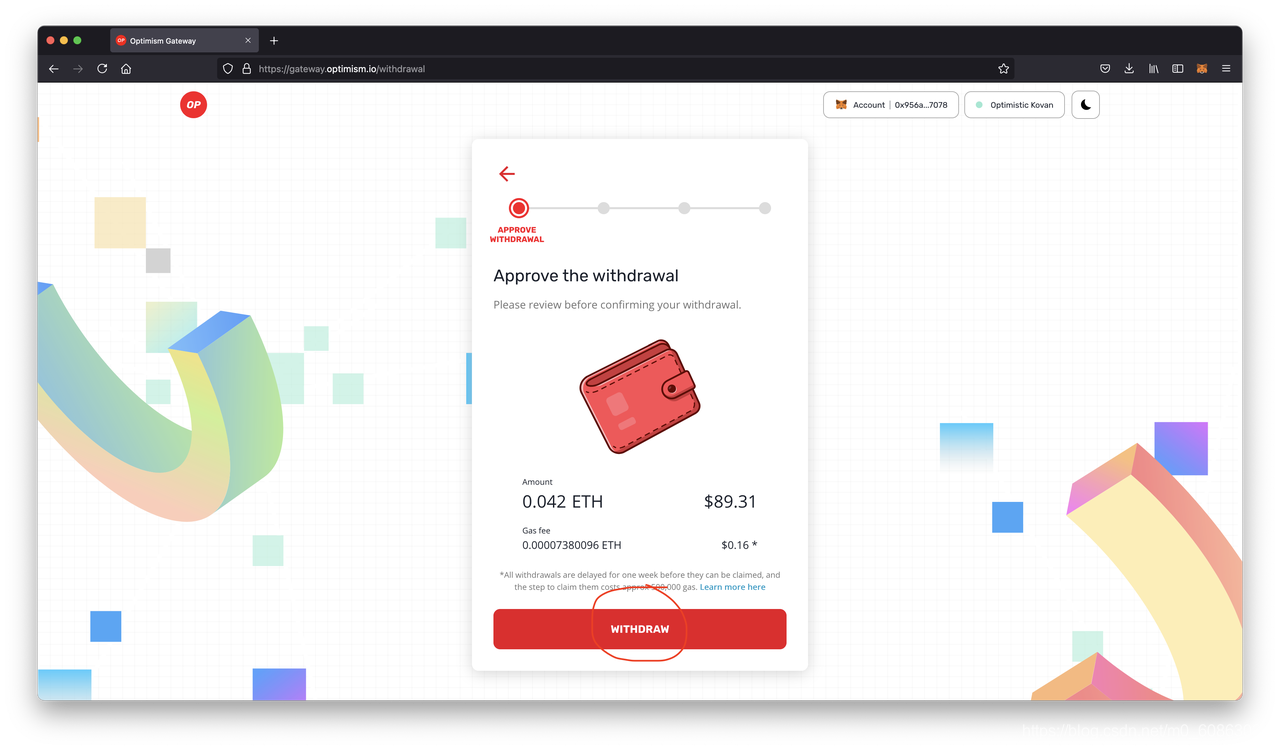 OP Optimism Gateway
https://gateway.optimism.io/withdrawal
OP
Account | 0x956a...7078
Optimistic Kovan
APPROVE
WITHDRAWAL
Approve the withdrawal
Please review before confirming your withdrawal.
Amount
0.042 ETH $89.31
Gas fee
0.00007380096 ETH $0.16 *
*All withdrawals are delayed for one week before they can be claimed, and
the step to claim them costs approx 500,000 gas. Learn more here
WITHDRAW